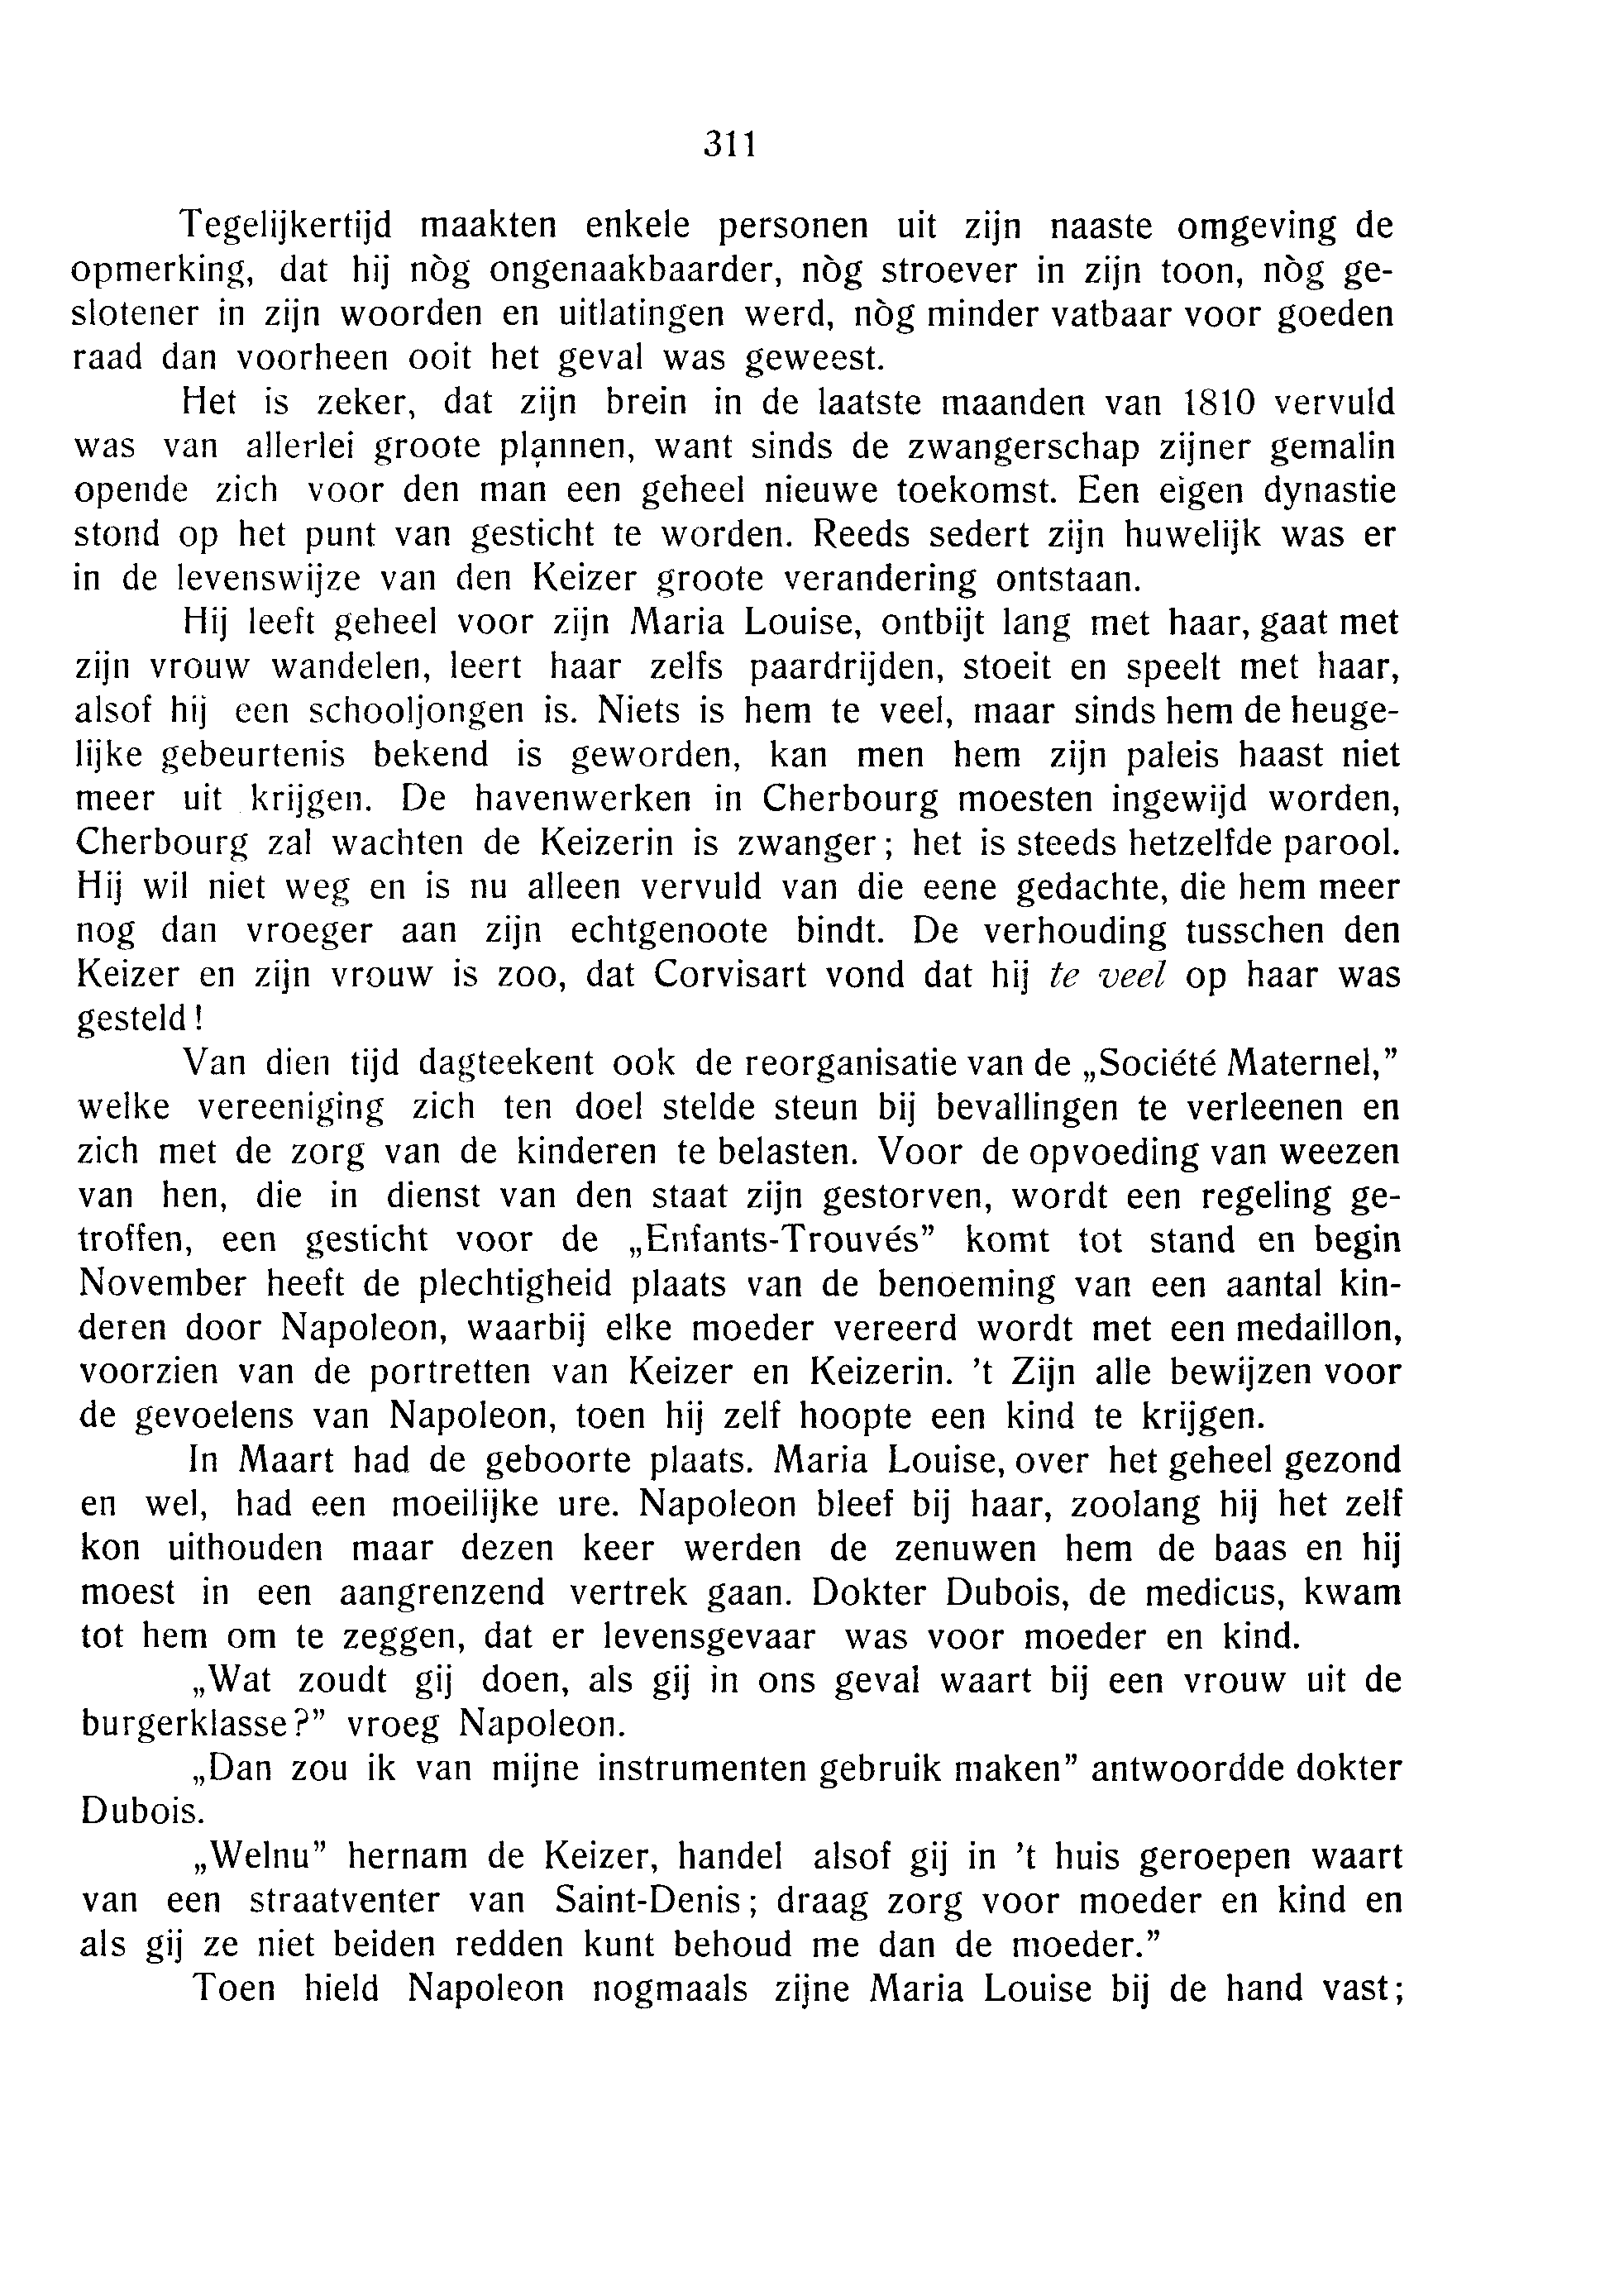 311
Tegelijkertijd maakten enkele personen uit zijn naaste omgeving de
opmerking, dat hij nòg ongenaakbaarder, nòg stroever in zijn toon, nòg ge-
slotener in zijn woorden en uitlatingen werd, nòg minder vatbaar voor goeden
raad dan voorheen ooit het geval was geweest.
Het is zeker, dat zijn brein in de laatste maanden van 1810 vervuld
was van allerlei groote plannen, want sinds de zwangerschap zijner gemalin
opende zich voor den man een geheel nieuwe toekomst. Een eigen dynastie
stond op het punt van gesticht te worden. Reeds sedert zijn huwelijk was er
in de levenswijze van den Keizer groote verandering ontstaan.
Hij leeft geheel voor zijn Maria Louise, ontbijt lang met haar, gaat met
zijn vrouw wandelen, leert haar zelfs paardrijden, stoeit en speelt met haar,
alsof hij een schooljongen is. Niets is hem te veel, maar sinds hem de heuge-
lijke gebeurtenis bekend is geworden, kan men hem zijn paleis haast niet
meer uit krijgen. De havenwerken in Cherbourg moesten ingewijd worden,
Cherbourg zal wachten de Keizerin is zwanger; het is steeds hetzelfde parool.
Hij wil niet weg en is nu alleen vervuld van die eene gedachte, die hem meer
nog dan vroeger aan zijn echtgenoote bindt. De verhouding tusschen den
Keizer en zijn vrouw is zoo, dat Corvisart vond dat hij te veel op haar was
gesteld!
Van dien tijd dagteekent ook de reorganisatie van de „Société Maternel,”
welke vereeniging zich ten doel stelde steun bij bevallingen te verleenen en
zich met de zorg van de kinderen te belasten. Voor de opvoeding van weezen
van hen, die in dienst van den staat zijn gestorven, wordt een regeling ge-
troffen, een gesticht voor de „Enfants-Trouvés” komt tot stand en begin
November heeft de plechtigheid plaats van de benoeming van een aantal kin-
deren door Napoleon, waarbij elke moeder vereerd wordt met een medaillon,
voorzien van de portretten van Keizer en Keizerin. ’t Zijn alle bewijzen voor
de gevoelens van Napoleon, toen hij zelf hoopte een kind te krijgen.
In Maart had de geboorte plaats. Maria Louise, over het geheel gezond
en wel, had een moeilijke ure. Napoleon bleef bij haar, zoolang hij het zelf
kon uithouden maar dezen keer werden de zenuwen hem de baas en hij
moest in een aangrenzend vertrek gaan. Dokter Dubois, de medicus, kwam
tot hem om te zeggen, dat er levensgevaar was voor moeder en kind.
„Wat zoudt gij doen, als gij in ons geval waart bij een vrouw uit de
burgerklasse?” vroeg Napoleon.
„Dan zou ik van mijne instrumenten gebruik maken” antwoordde dokter
Dubois.
„Welnu” hernam de Keizer, handel alsof gij in ’t huis geroepen waart
van een straatventer van Saint-Denis; draag zorg voor moeder en kind en
als gij ze niet beiden redden kunt behoud me dan de moeder.”
Toen hield Napoleon nogmaals zijne Maria Louise bij de hand vast;